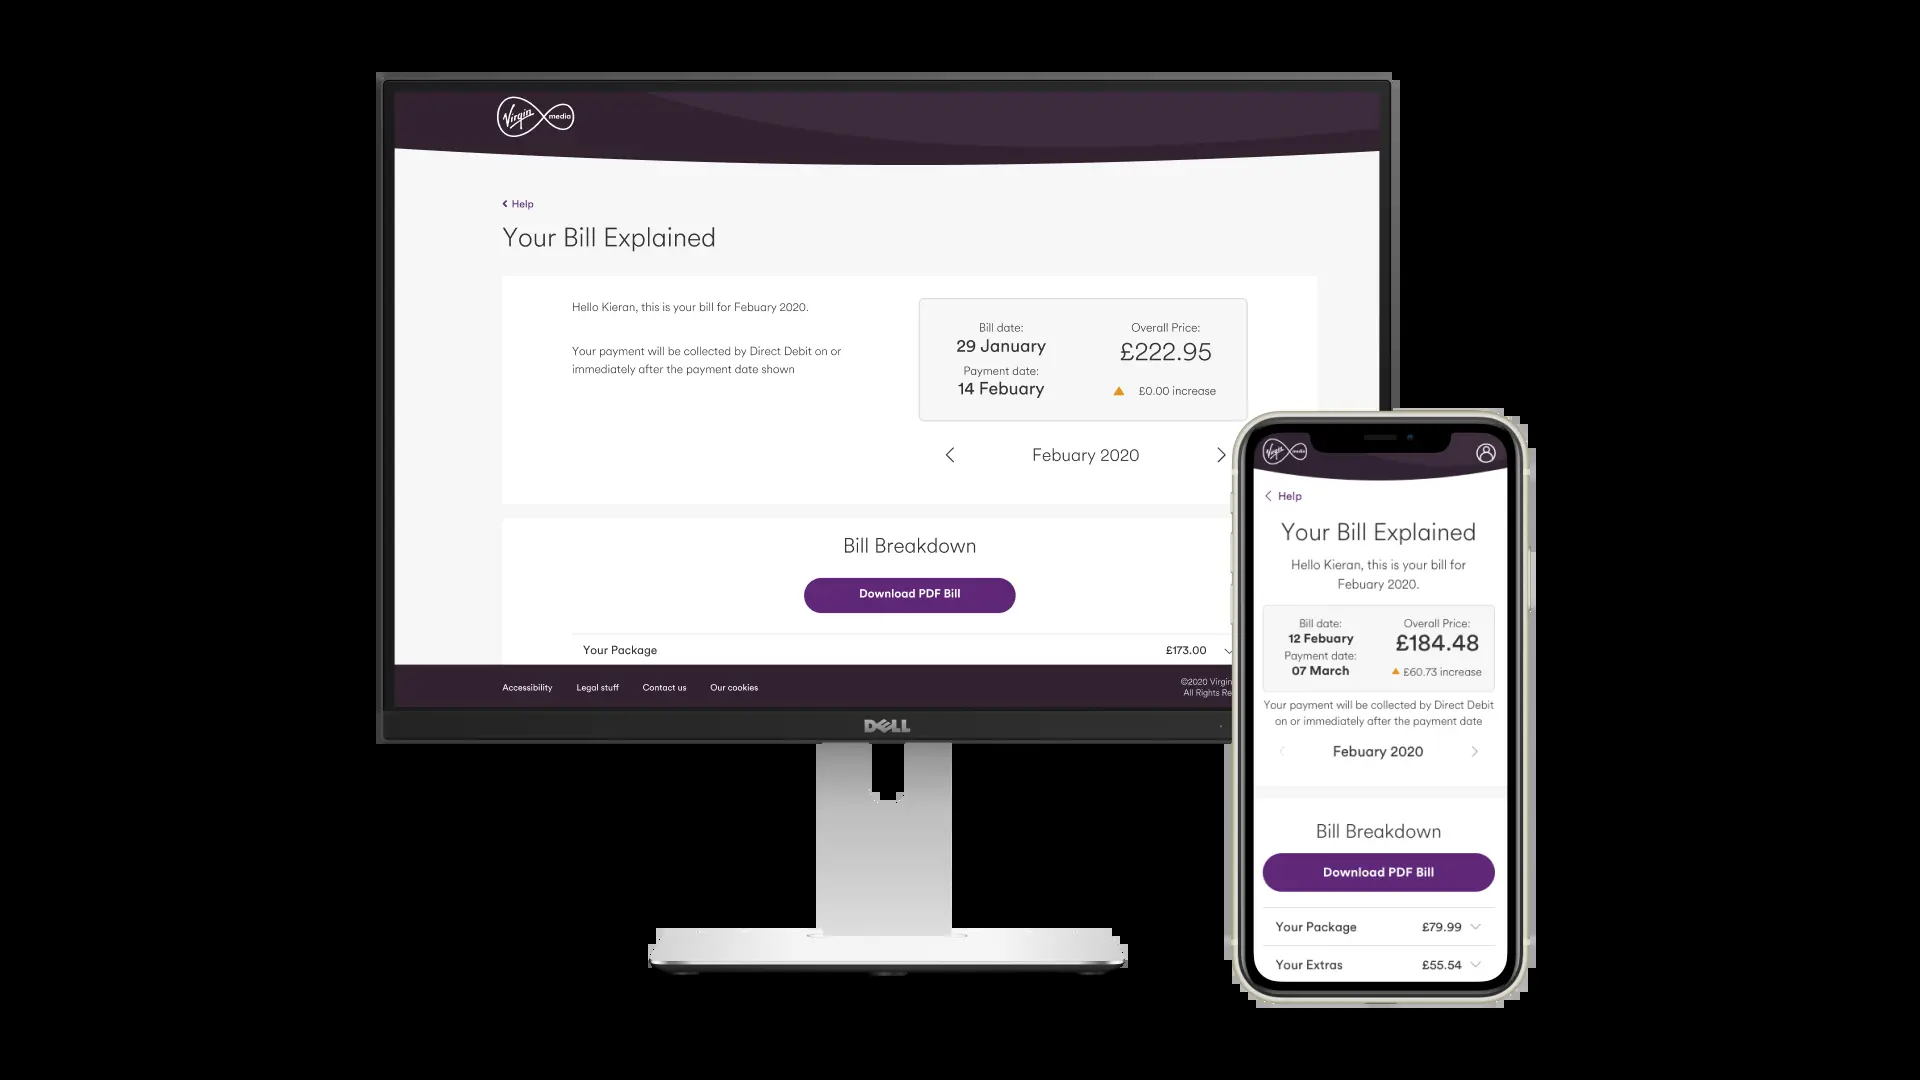 Virgin media
Help
Your Bill Explained
Hello Kieran, this is your bill for Febuary 2020.
Your payment will be collected by Direct Debit on or
immediately after the payment date shown
Bill date:
29 January
Payment date:
14 Febuary
Overall Price:
£222.95
£0.00 increase
Febuary 2020
Bill Breakdown
Download PDF Bill
Your Package £173.00
Accessibility Legal stuff Contact us Our cookies
©2020 Virgin
All Rights Re
DELL
Virgin media
Help
Your Bill Explained
Hello Kieran, this is your bill for
Febuary 2020.
Bill date:
12 Febuary
Payment date:
07 March
Overall Price:
£184.48
£60.73 increase
Your payment will be collected by Direct Debit
on or immediately after the payment date
Febuary 2020
Bill Breakdown
Download PDF Bill
Your Package £79.99
Your Extras £55.54